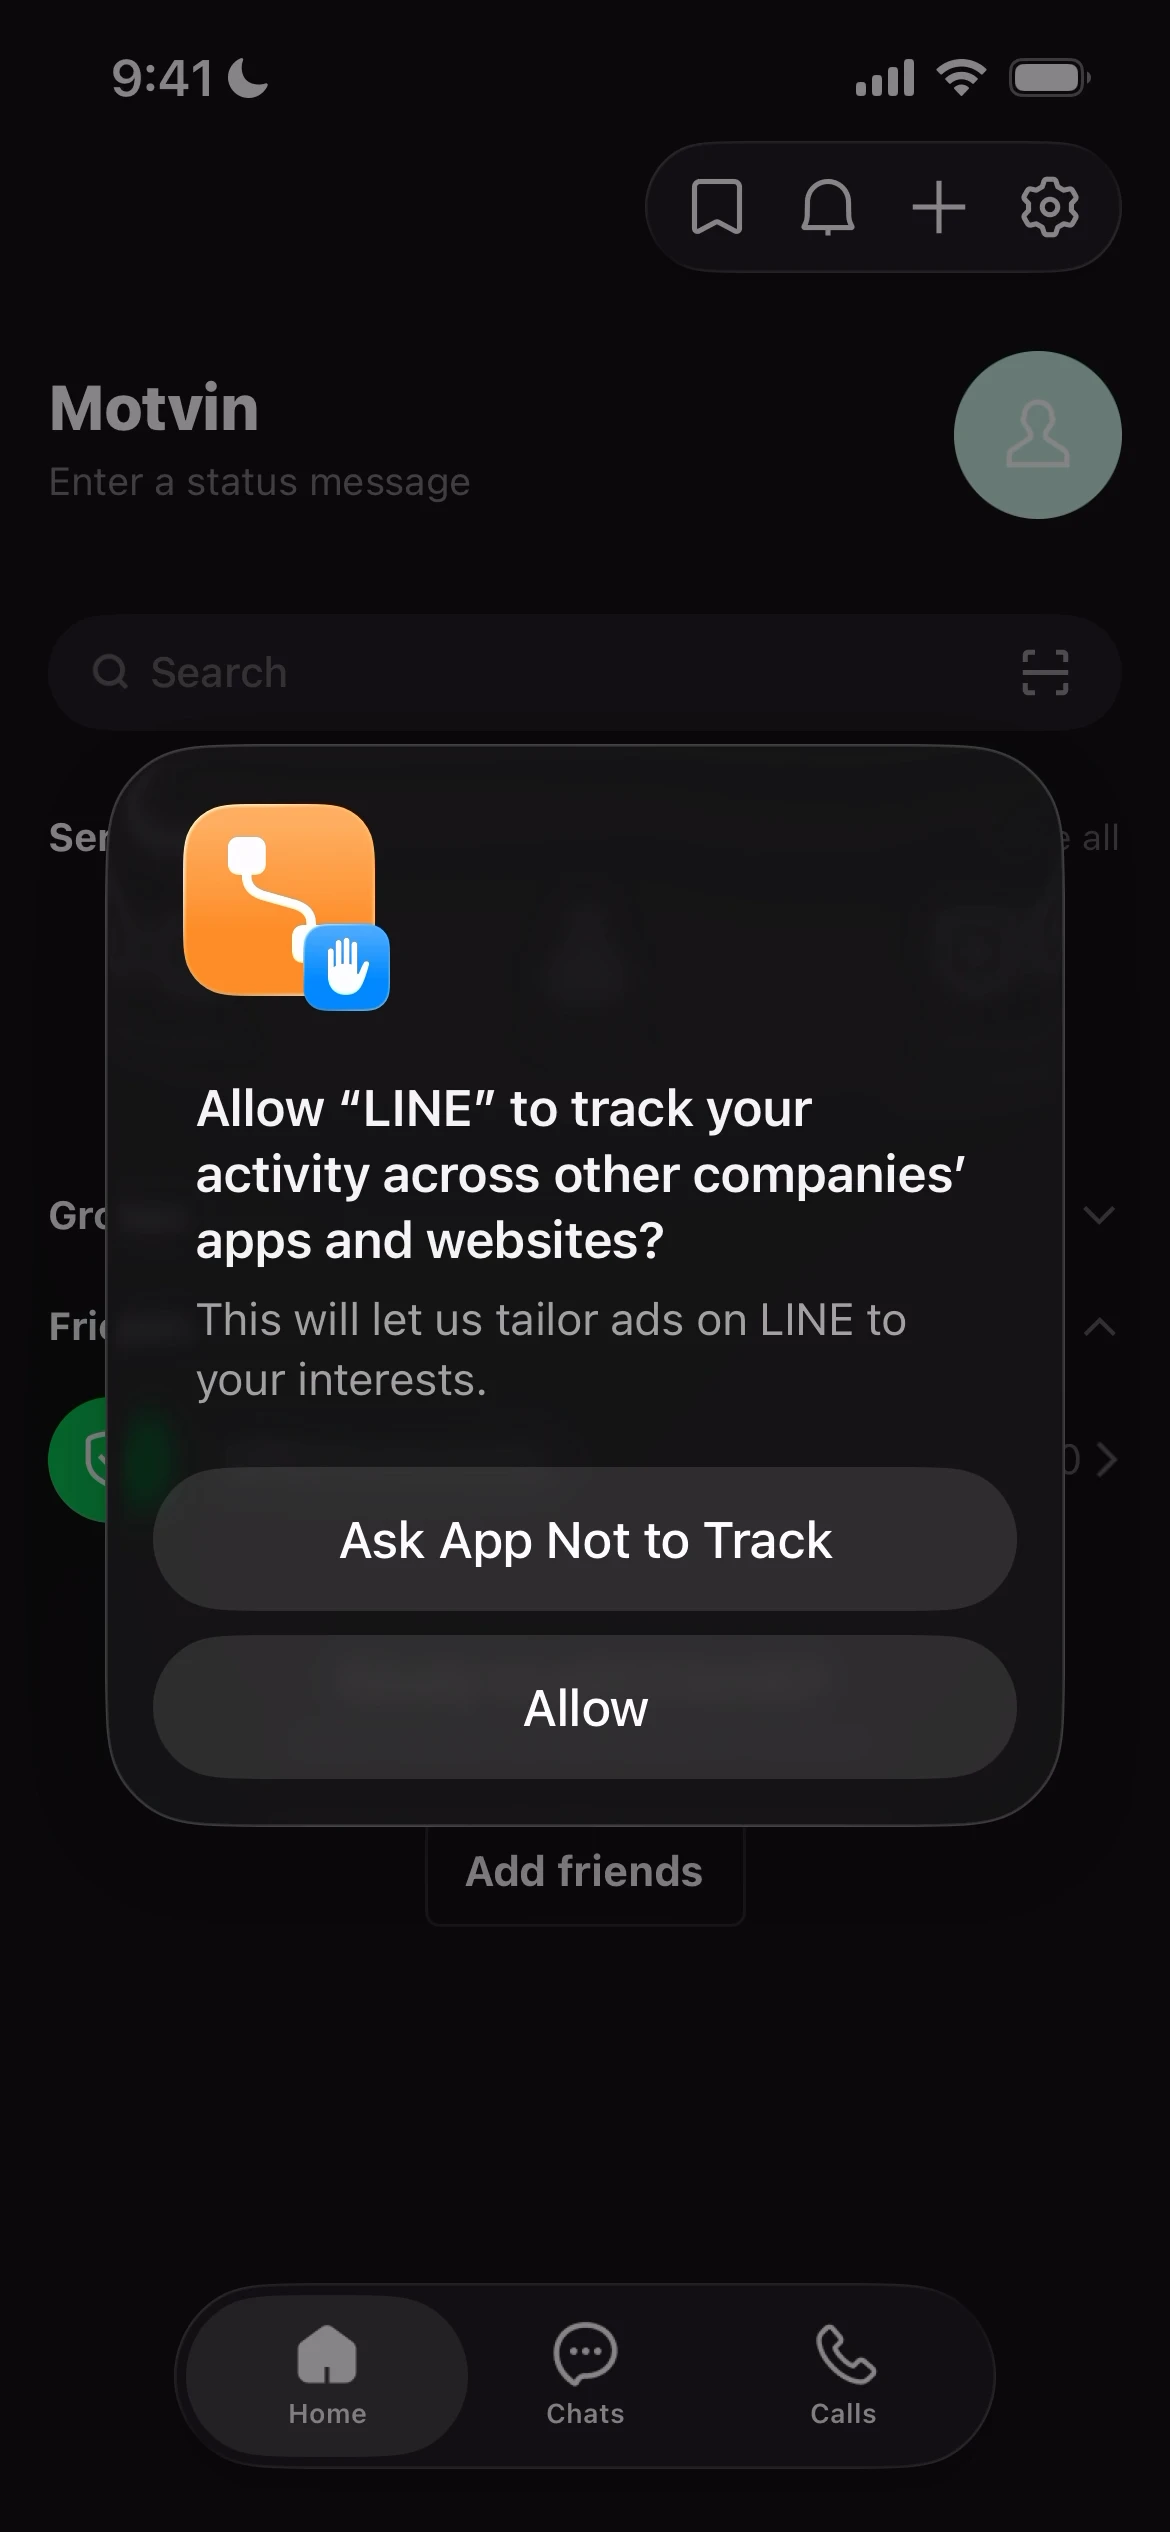 9:41
Motvin
Enter a status message
Search
all
Allow “LINE” to track your
activity across other companies’
apps and websites?
This will let us tailor ads on LINE to
your interests.
Ask App Not to Track
Allow
Add friends
Home
Chats
Calls